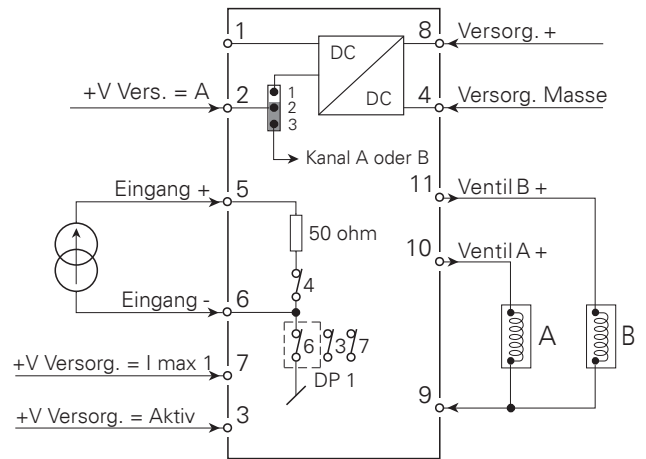 1
8
Versorg. +
DC
DC
+V Vers. = A
2
1
2
3
4
Versorg. Masse
Kanal A oder B
Eingang +
5
11
Ventil B +
50 ohm
10
Ventil A +
4
Eingang -
6
6
3
7
A
B
DP 1
+V Versorg. = I max 1
7
9
+V Versorg. = Aktiv
3